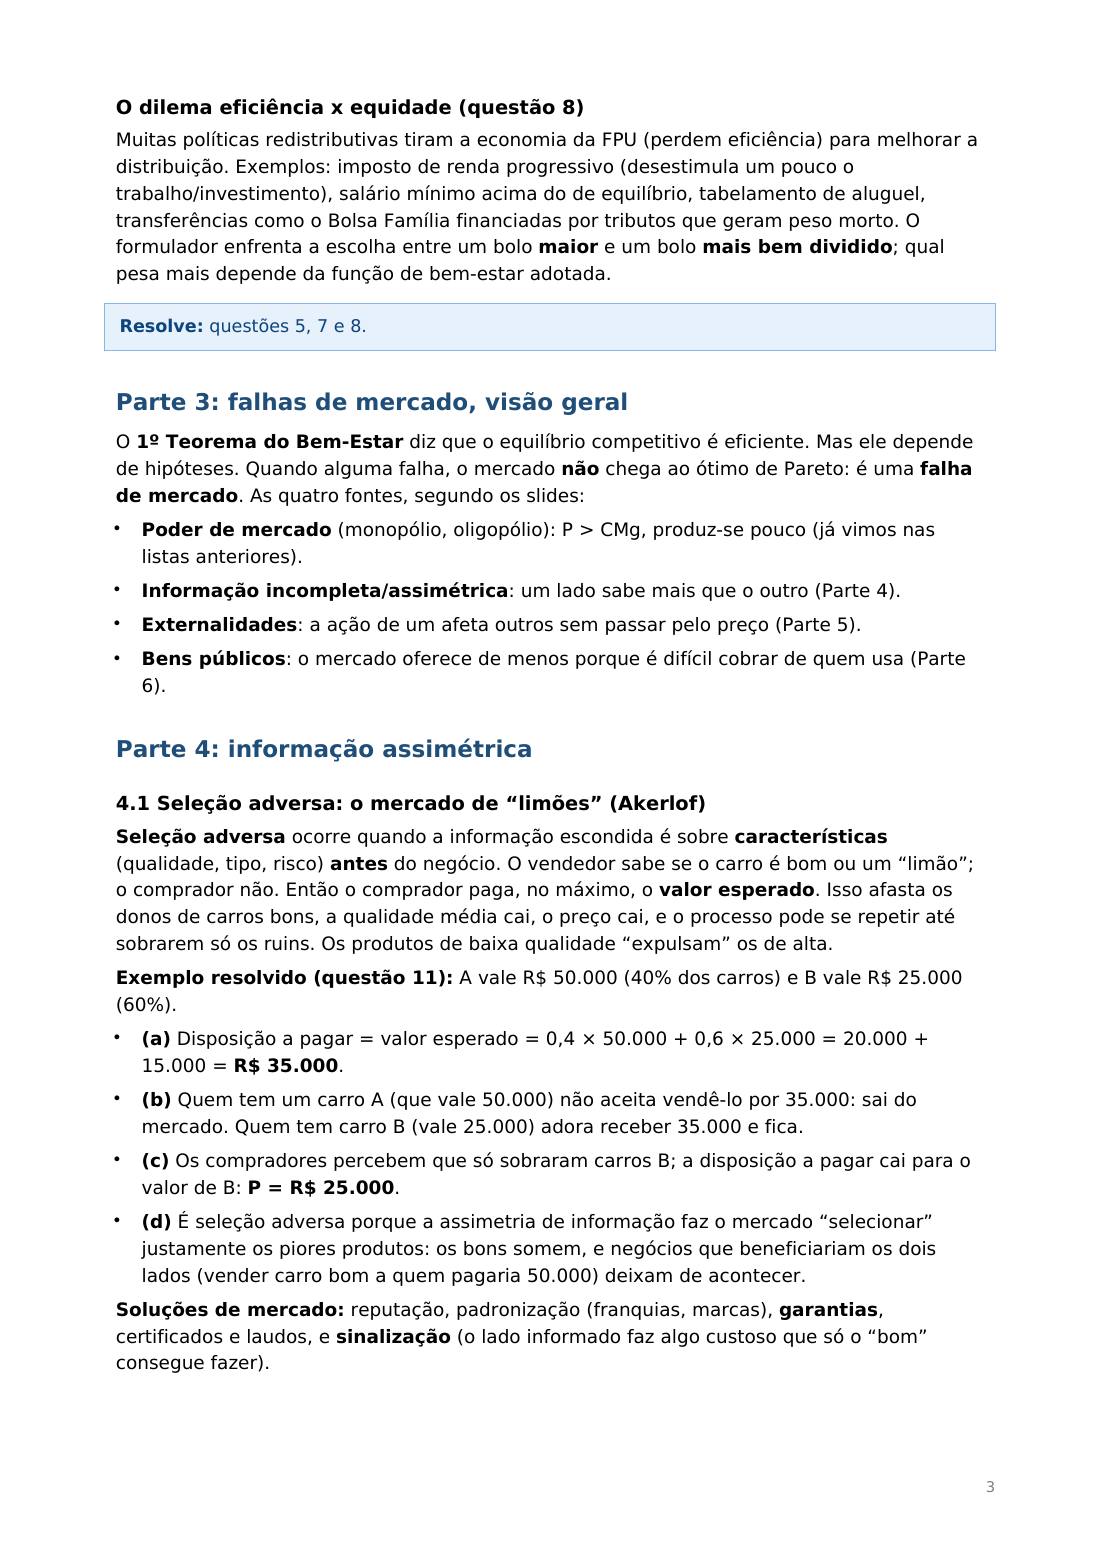 O dilema eficiência x equidade (questão 8)
Muitas políticas redistributivas tiram a economia da FPU (perdem eficiência) para melhorar a
distribuição. Exemplos: imposto de renda progressivo (desestimula um pouco o
trabalho/investimento), salário mínimo acima do de equilíbrio, tabelamento de aluguel,
transferências como o Bolsa Família financiadas por tributos que geram peso morto. O
formulador enfrenta a escolha entre um bolo maior e um bolo mais bem dividido; qual
pesa mais depende da função de bem-estar adotada.
Resolve: questões 5, 7 e 8.
Parte 3: falhas de mercado, visão geral
O 1º Teorema do Bem-Estar diz que o equilíbrio competitivo é eficiente. Mas ele depende
de hipóteses. Quando alguma falha, o mercado não chega ao ótimo de Pareto: é uma falha
de mercado. As quatro fontes, segundo os slides:
• Poder de mercado (monopólio, oligopólio): P > CMg, produz-se pouco (já vimos nas
listas anteriores).
• Informação incompleta/assimétrica: um lado sabe mais que o outro (Parte 4).
• Externalidades: a ação de um afeta outros sem passar pelo preço (Parte 5).
• Bens públicos: o mercado oferece de menos porque é difícil cobrar de quem usa (Parte
6).
Parte 4: informação assimétrica
4.1 Seleção adversa: o mercado de “limões” (Akerlof)
Seleção adversa ocorre quando a informação escondida é sobre características
(qualidade, tipo, risco) antes do negócio. O vendedor sabe se o carro é bom ou um “limão”;
o comprador não. Então o comprador paga, no máximo, o valor esperado. Isso afasta os
donos de carros bons, a qualidade média cai, o preço cai, e o processo pode se repetir até
sobrarem só os ruins. Os produtos de baixa qualidade “expulsam” os de alta.
Exemplo resolvido (questão 11): A vale R$ 50.000 (40% dos carros) e B vale R$ 25.000
(60%).
• (a) Disposição a pagar = valor esperado = 0,4 × 50.000 + 0,6 × 25.000 = 20.000 +
15.000 = R$ 35.000.
• (b) Quem tem um carro A (que vale 50.000) não aceita vendê-lo por 35.000: sai do
mercado. Quem tem carro B (vale 25.000) adora receber 35.000 e fica.
• (c) Os compradores percebem que só sobraram carros B; a disposição a pagar cai para o
valor de B: P = R$ 25.000.
• (d) É seleção adversa porque a assimetria de informação faz o mercado “selecionar”
justamente os piores produtos: os bons somem, e negócios que beneficiariam os dois
lados (vender carro bom a quem pagaria 50.000) deixam de acontecer.
Soluções de mercado: reputação, padronização (franquias, marcas), garantias,
certificados e laudos, e sinalização (o lado informado faz algo custoso que só o “bom”
consegue fazer).
3